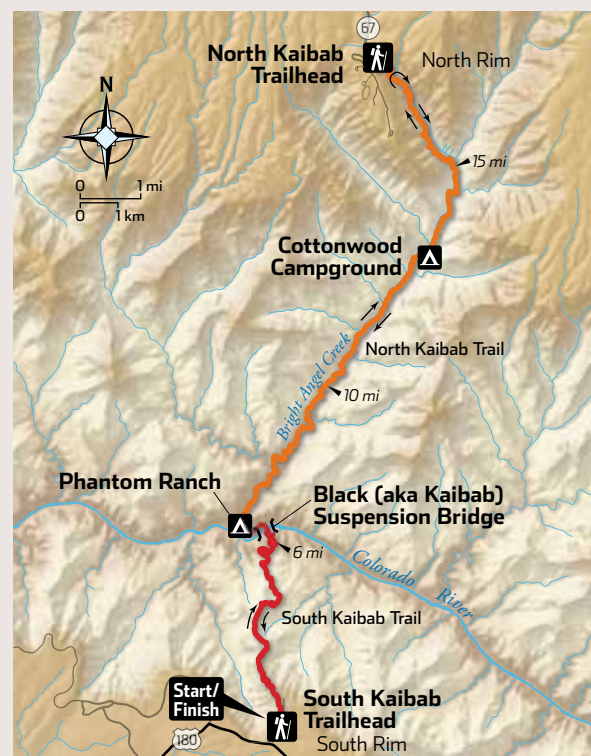 67
North Kaibab
Trailhead
North Rim
N
0 1 mi
0 1 km
15 mi
Cottonwood
Campground
Bright Angel Creek
North Kaibab Trail
10 mi
Phantom Ranch
Black (aka Kaibab)
Suspension Bridge
6 mi
Colorado River
South Kaibab Trail
Start/
Finish
South Kaibab
Trailhead
South Rim
180